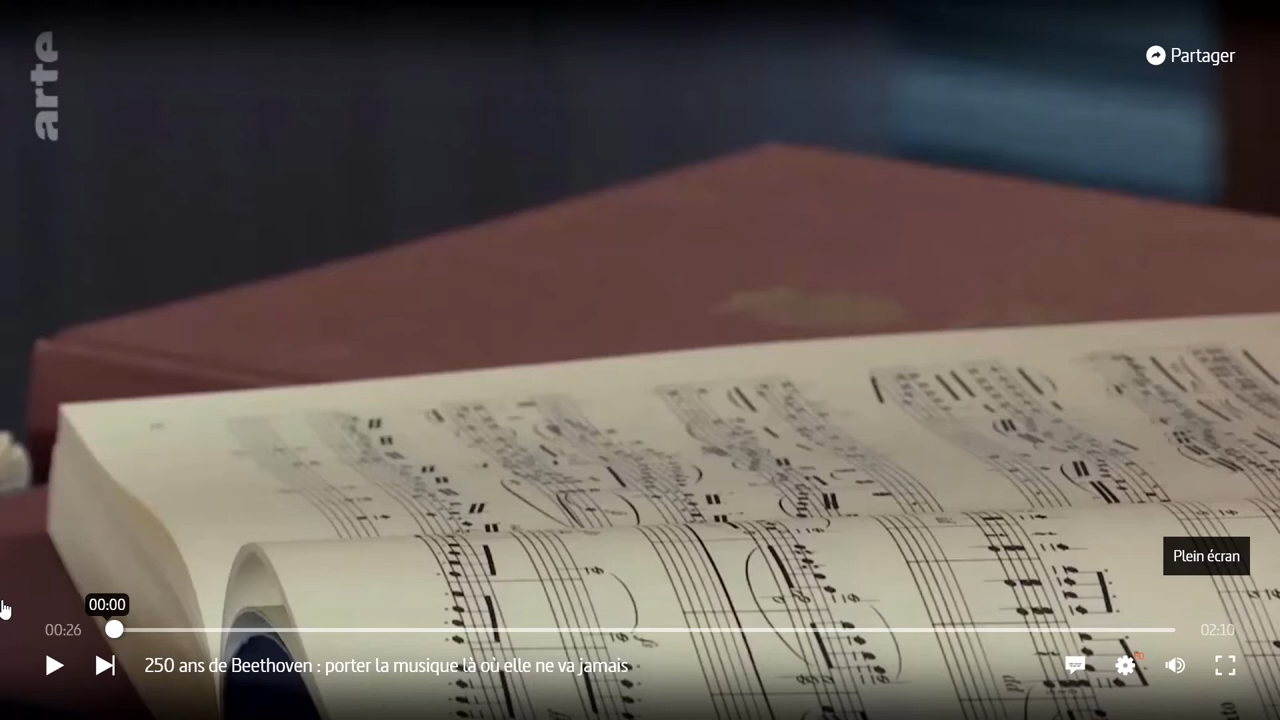 arte
Partager
Plein écran
00:00
00:26
02:10
250 ans de Beethoven : porter la musique là où elle ne va jamais